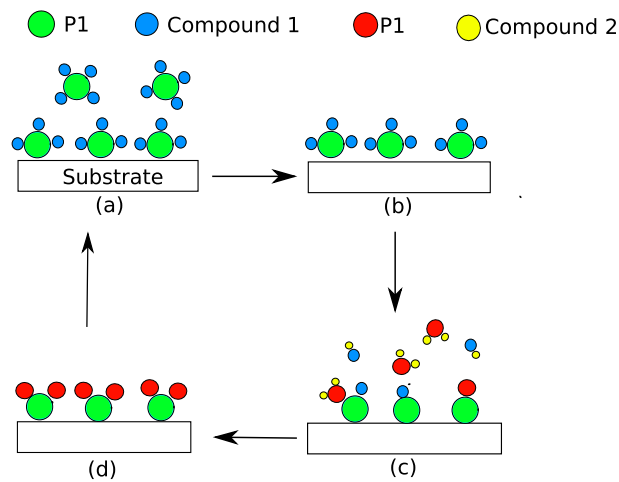 P1 Compound 1 P1 Compound 2
Substrate
(a)
(b)
(c)
(d)